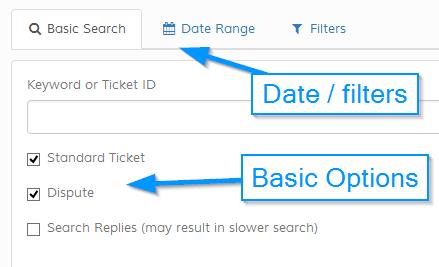 Basic Search Date Range Filters
Keyword or Ticket ID
Date / filters
Standard Ticket
Basic Options
Dispute
Search Replies (may result in slower search)